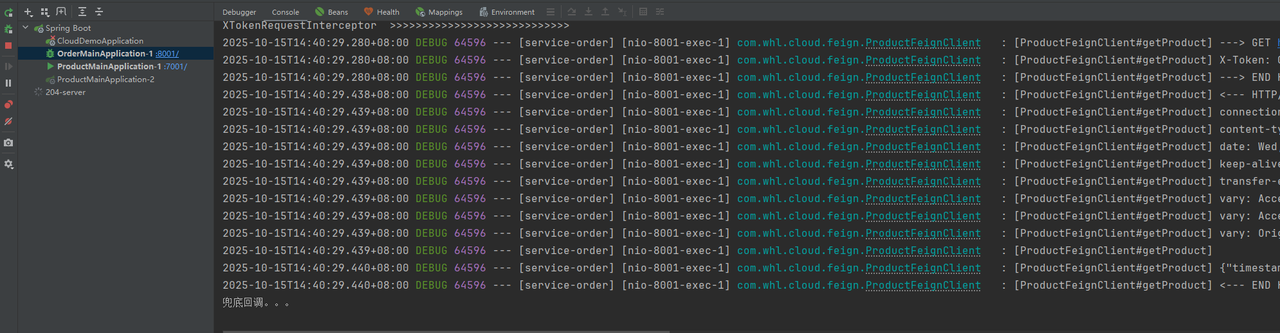 Debugger Console Beans Health Mappings Environment
Spring Boot
CloudDemoApplication
OrderMainApplication-1 :8001/
ProductMainApplication-1 :7001/
ProductMainApplication-2
204-server
XTokenRequestInterceptor >>>>>>>>>>>>>>>>>>>>>>>>>>>>
2025-10-15T14:40:29.280+08:00 DEBUG 64596 --- [service-order] [nio-8001-exec-1] com.whl.cloud.feign.ProductFeignClient : [ProductFeignClient#getProduct] ---> GET
2025-10-15T14:40:29.280+08:00 DEBUG 64596 --- [service-order] [nio-8001-exec-1] com.whl.cloud.feign.ProductFeignClient : [ProductFeignClient#getProduct] X-Token:
2025-10-15T14:40:29.280+08:00 DEBUG 64596 --- [service-order] [nio-8001-exec-1] com.whl.cloud.feign.ProductFeignClient : [ProductFeignClient#getProduct] ---> END
2025-10-15T14:40:29.438+08:00 DEBUG 64596 --- [service-order] [nio-8001-exec-1] com.whl.cloud.feign.ProductFeignClient : [ProductFeignClient#getProduct] <--- HTTP/
2025-10-15T14:40:29.439+08:00 DEBUG 64596 --- [service-order] [nio-8001-exec-1] com.whl.cloud.feign.ProductFeignClient : [ProductFeignClient#getProduct] connection
2025-10-15T14:40:29.439+08:00 DEBUG 64596 --- [service-order] [nio-8001-exec-1] com.whl.cloud.feign.ProductFeignClient : [ProductFeignClient#getProduct] content-ty
2025-10-15T14:40:29.439+08:00 DEBUG 64596 --- [service-order] [nio-8001-exec-1] com.whl.cloud.feign.ProductFeignClient : [ProductFeignClient#getProduct] date: Wed,
2025-10-15T14:40:29.439+08:00 DEBUG 64596 --- [service-order] [nio-8001-exec-1] com.whl.cloud.feign.ProductFeignClient : [ProductFeignClient#getProduct] keep-alive
2025-10-15T14:40:29.439+08:00 DEBUG 64596 --- [service-order] [nio-8001-exec-1] com.whl.cloud.feign.ProductFeignClient : [ProductFeignClient#getProduct] transfer-e
2025-10-15T14:40:29.439+08:00 DEBUG 64596 --- [service-order] [nio-8001-exec-1] com.whl.cloud.feign.ProductFeignClient : [ProductFeignClient#getProduct] vary: Acce
2025-10-15T14:40:29.439+08:00 DEBUG 64596 --- [service-order] [nio-8001-exec-1] com.whl.cloud.feign.ProductFeignClient : [ProductFeignClient#getProduct] vary: Acce
2025-10-15T14:40:29.439+08:00 DEBUG 64596 --- [service-order] [nio-8001-exec-1] com.whl.cloud.feign.ProductFeignClient : [ProductFeignClient#getProduct] vary: Orig
2025-10-15T14:40:29.439+08:00 DEBUG 64596 --- [service-order] [nio-8001-exec-1] com.whl.cloud.feign.ProductFeignClient : [ProductFeignClient#getProduct]
2025-10-15T14:40:29.440+08:00 DEBUG 64596 --- [service-order] [nio-8001-exec-1] com.whl.cloud.feign.ProductFeignClient : [ProductFeignClient#getProduct] {"timestam
2025-10-15T14:40:29.440+08:00 DEBUG 64596 --- [service-order] [nio-8001-exec-1] com.whl.cloud.feign.ProductFeignClient : [ProductFeignClient#getProduct] <--- END
兜底回调。。。